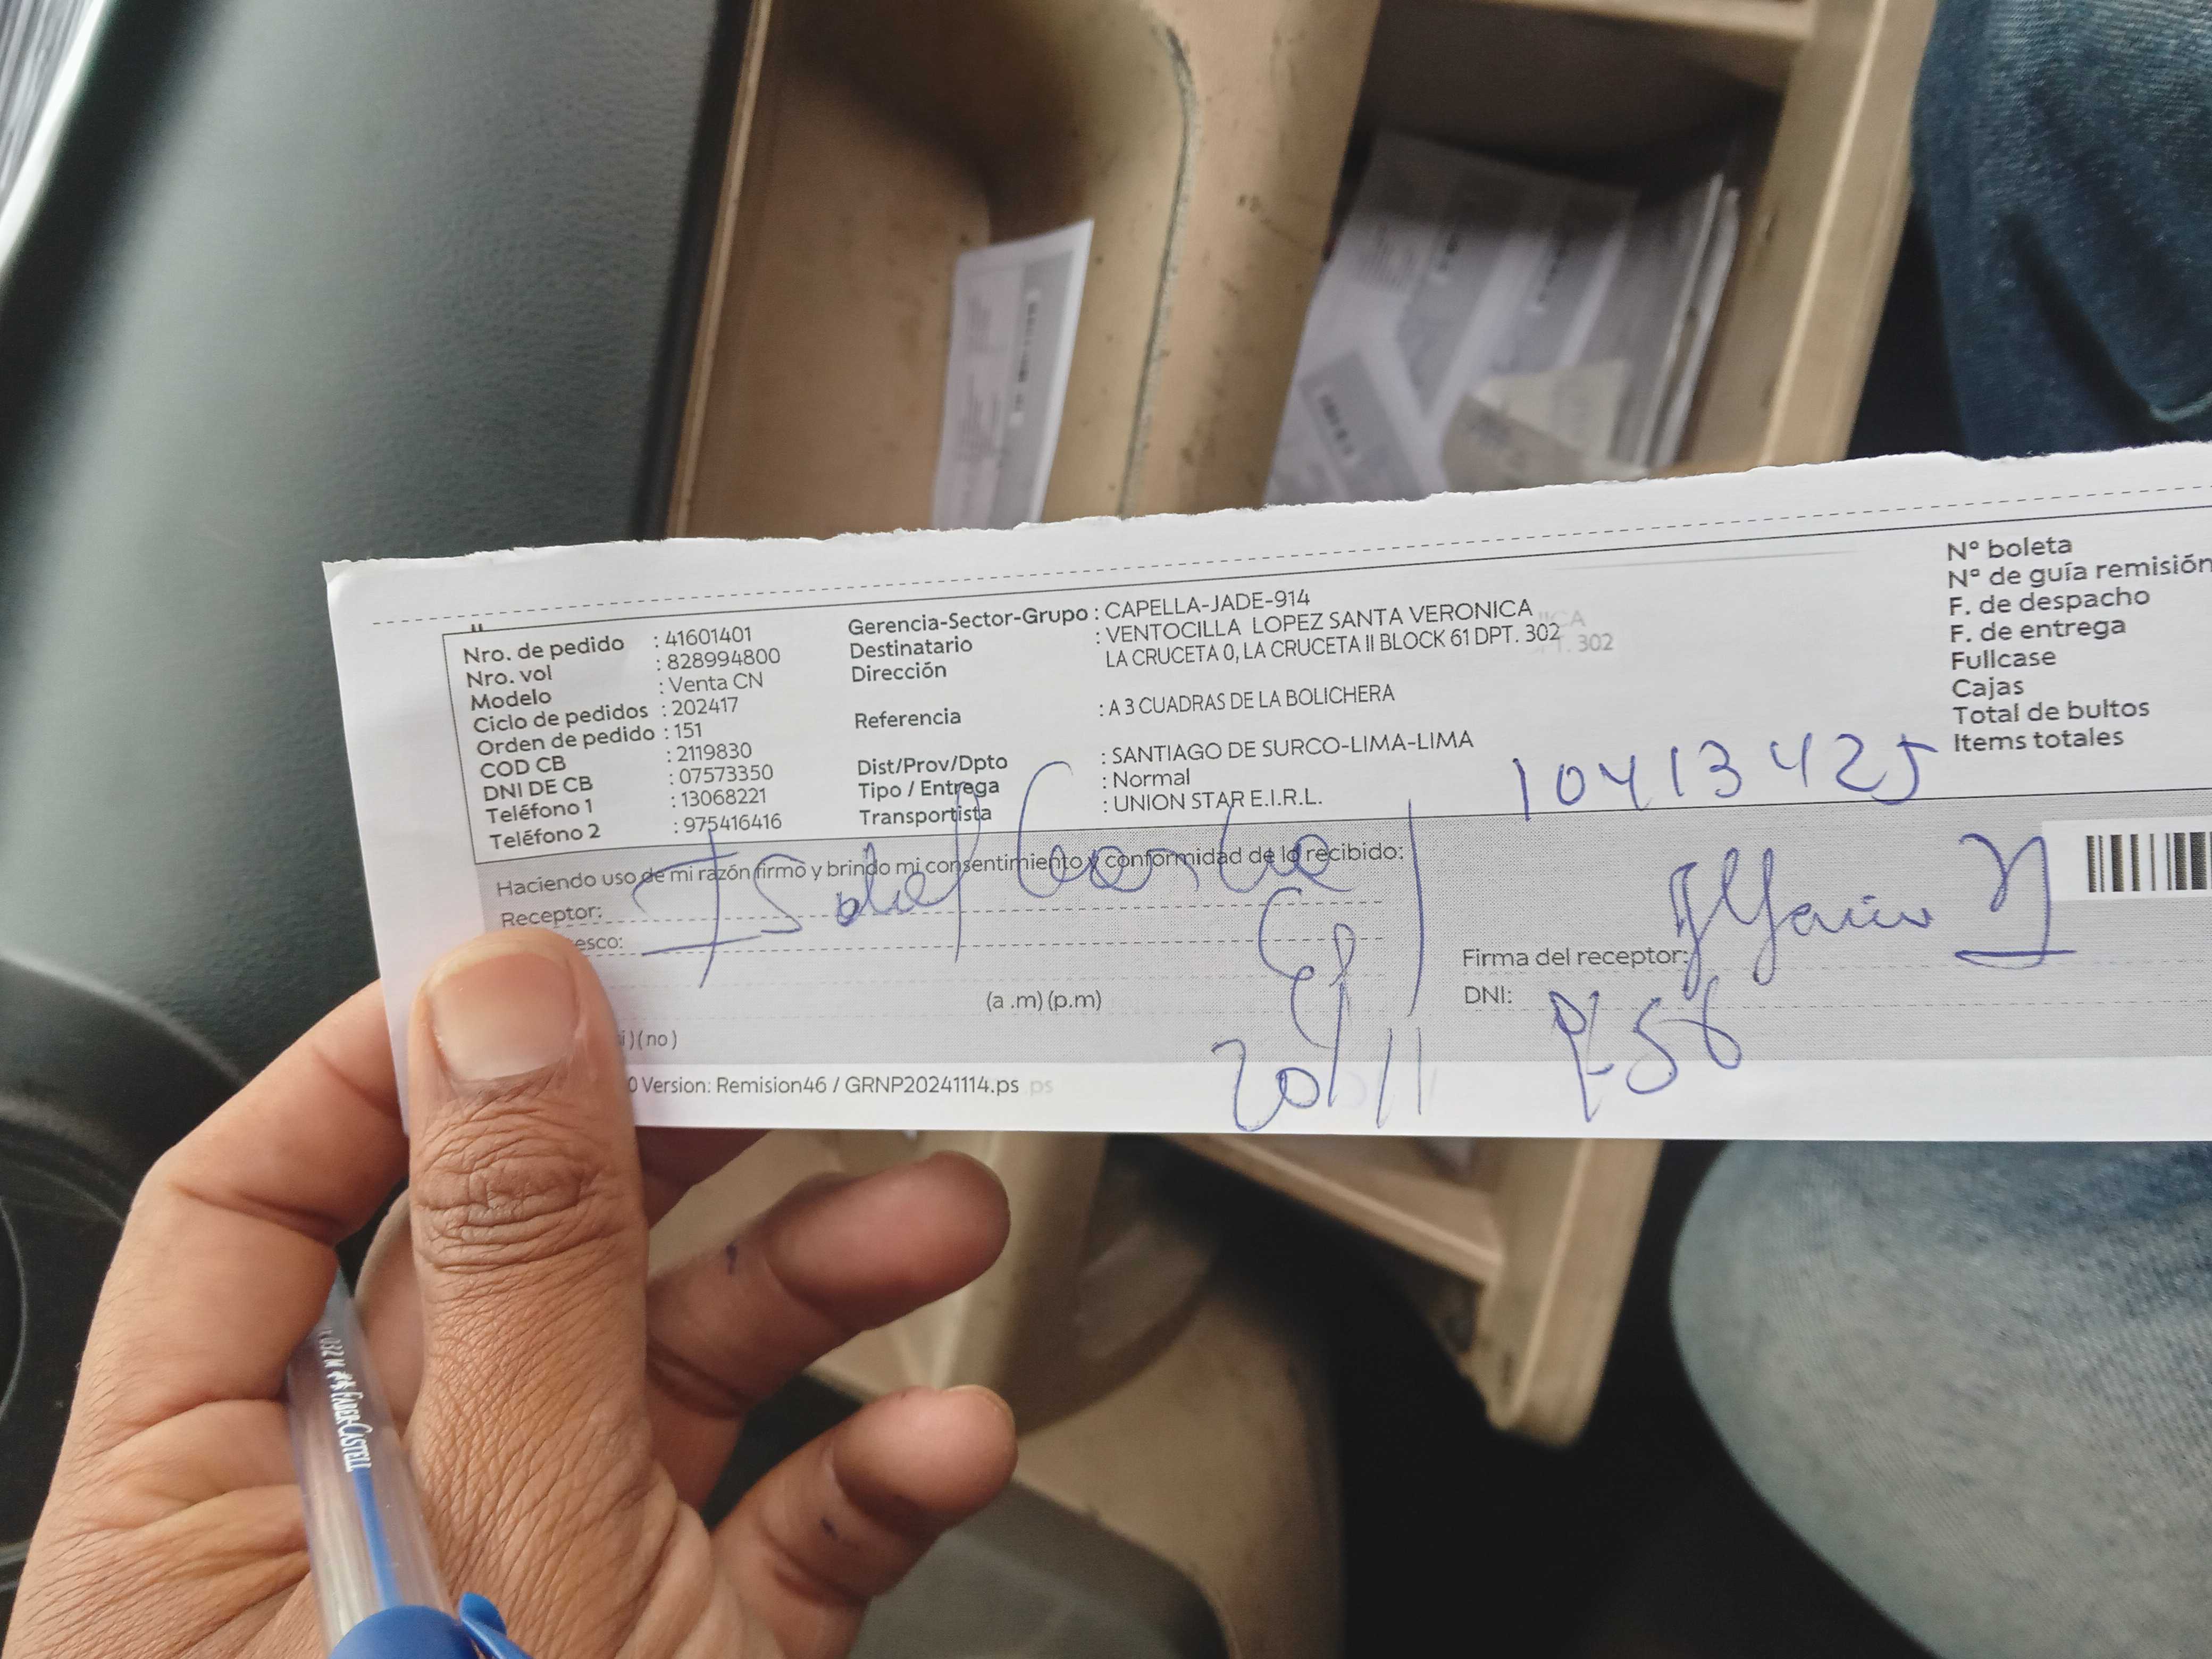 Nro. de pedido : 41601401
Nro. vol : 828994800
Modelo : Venta CN
Ciclo de pedidos : 202417
Orden de pedido : 151
COD CB : 2119830
DNI DE CB : 07573350
Teléfono 1 : 13068221
Teléfono 2 : 975416416
Gerencia-Sector-Grupo : CAPELLA-JADE-914
Destinatario : VENTOCILLA LOPEZ SANTA VERONICA
Dirección LA CRUCETA 0, LA CRUCETA II BLOCK 61 DPT. 302
Referencia : A 3 CUADRAS DE LA BOLICHERA
Dist/Prov/Dpto : SANTIAGO DE SURCO-LIMA-LIMA
Tipo / Entrega : Normal
Transportista : UNION STAR E.I.R.L.
N° boleta
N° de guía remisión
F. de despacho
F. de entrega
Fullcase
Cajas
Total de bultos
Items totales
10413425
Haciendo uso de mi razón firmo y brindo mi consentimiento y conformidad de lo recibido:
Receptor: Isabel
esco:
(a .m) (p.m)
i ) ( no )
Firma del receptor:
DNI:
20/11
0 Version: Remision46 / GRNP20241114.ps
032 M FABER-CASTELL